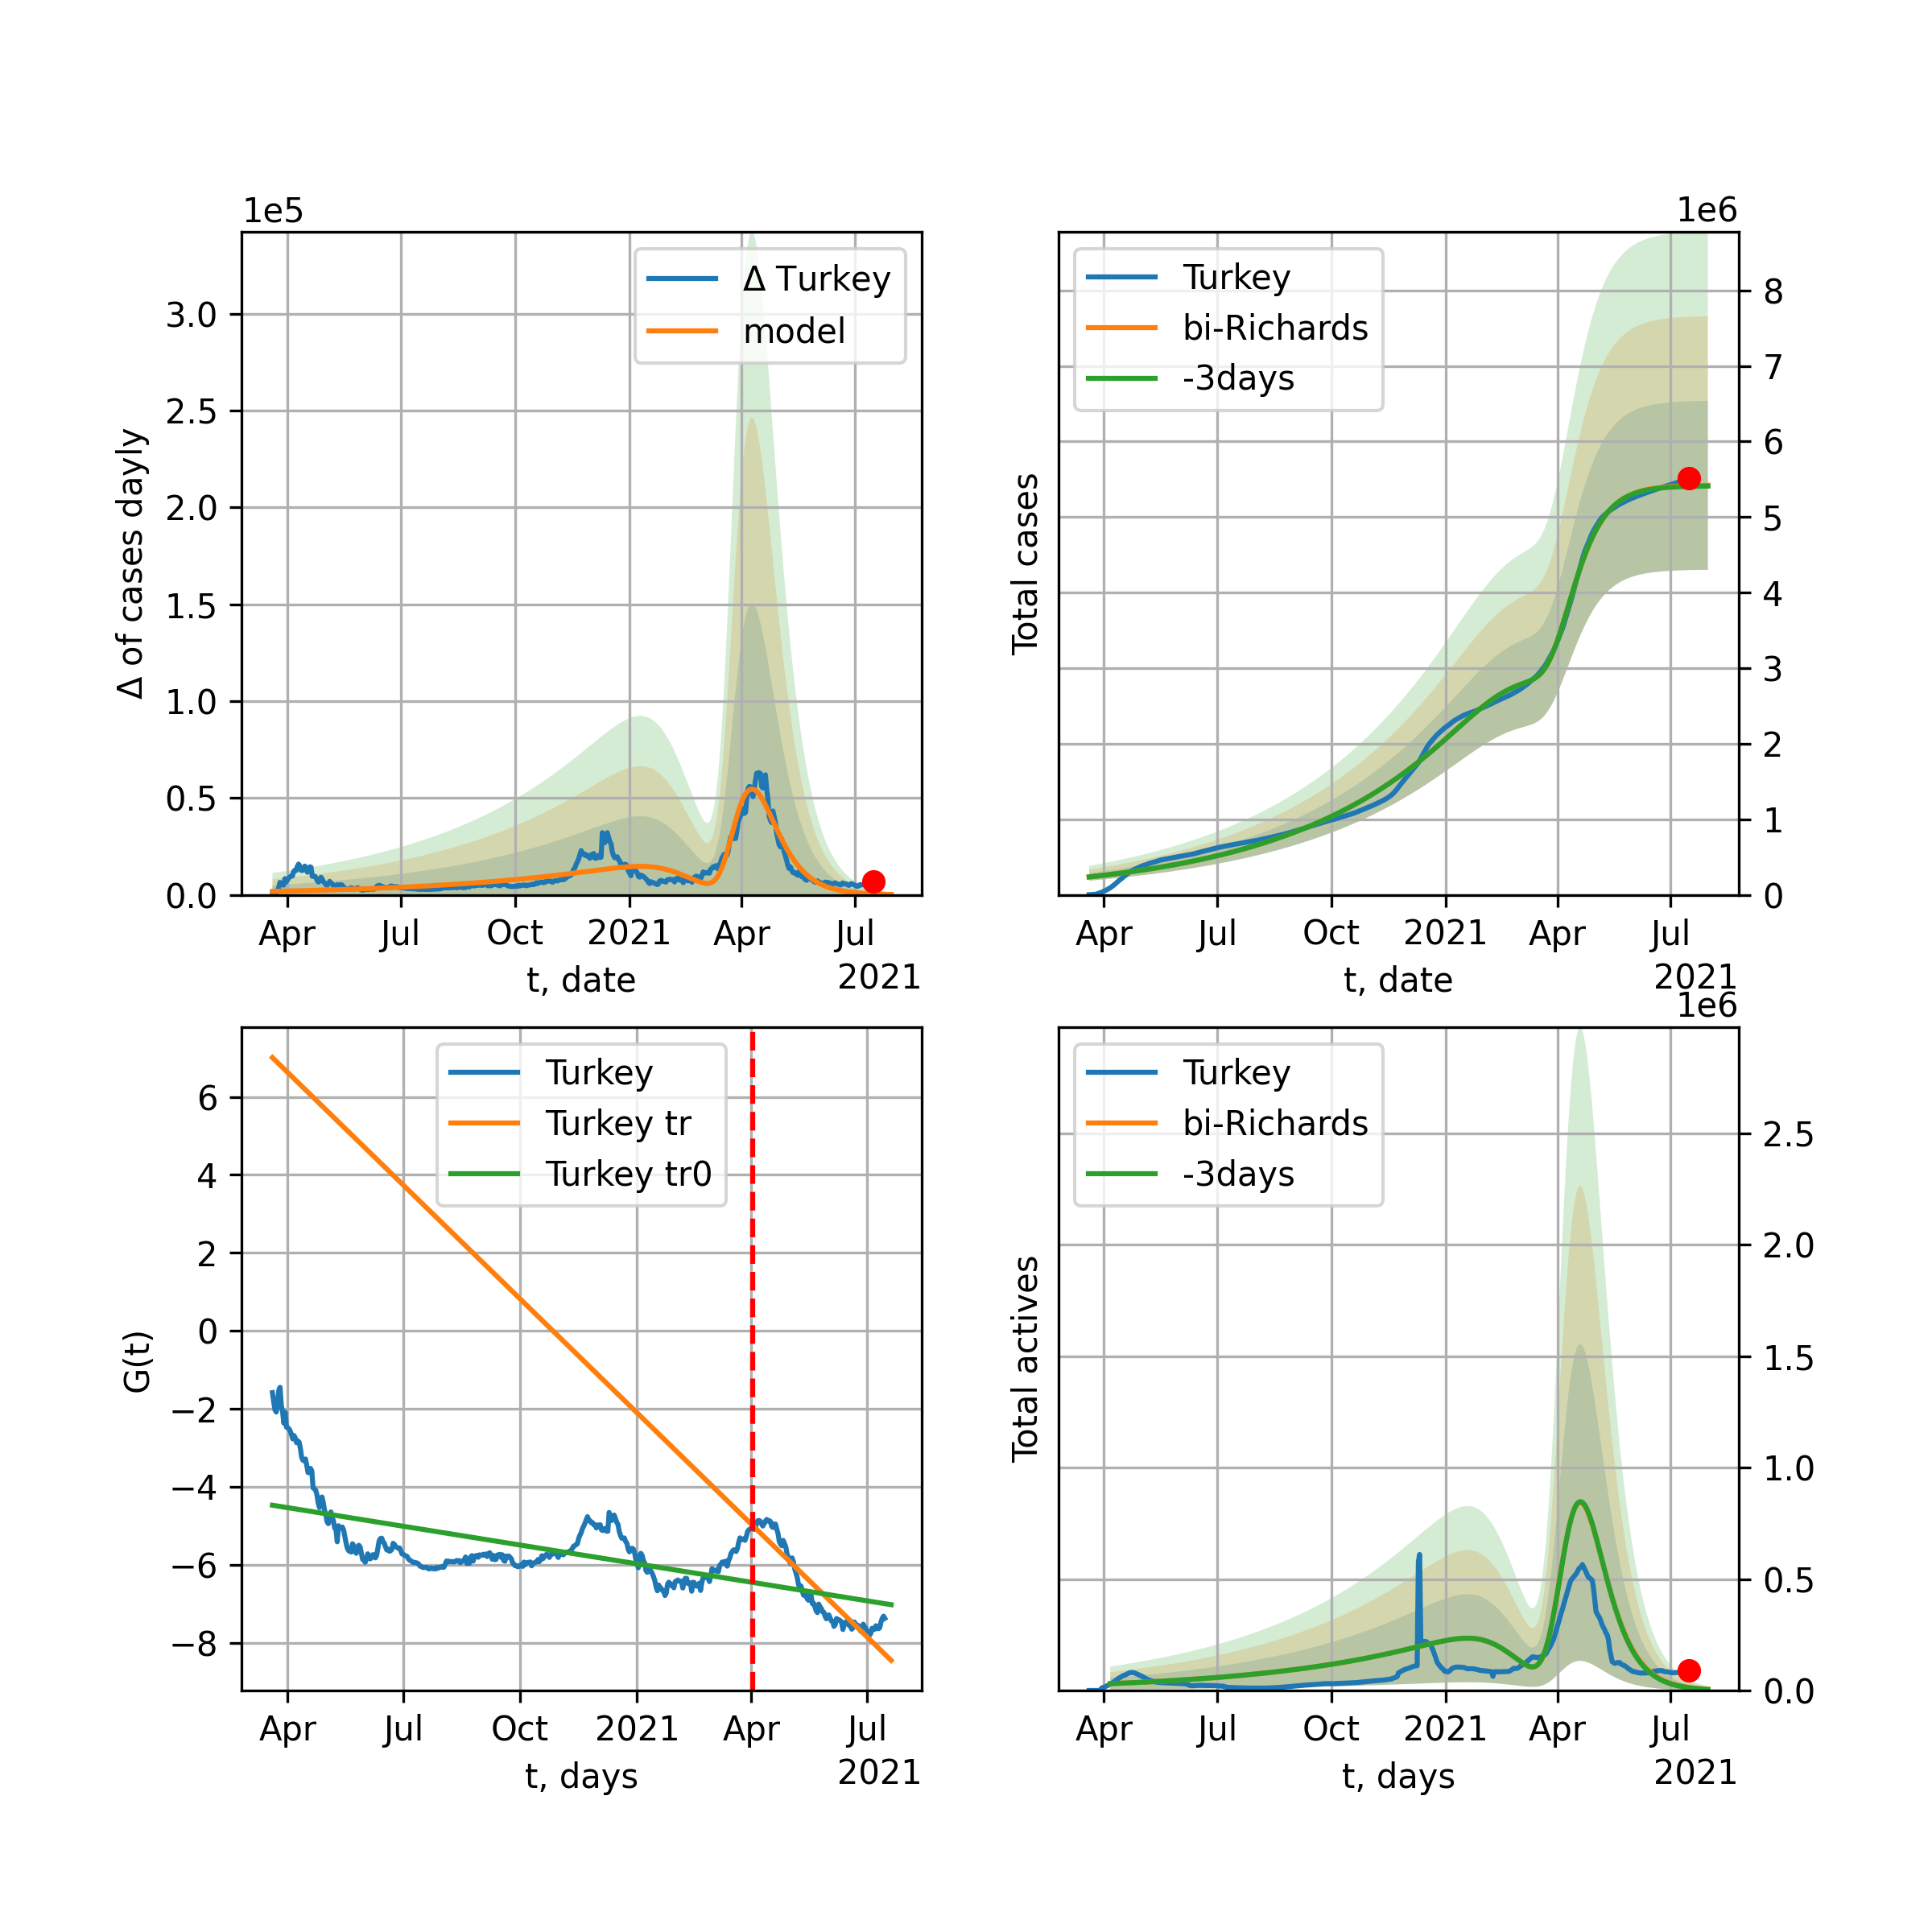 1e5
Δ of cases dayly
3.0
2.5
2.0
1.5
1.0
0.5
0.0
Δ Turkey
model
Apr Jul Oct 2021 Apr Jul
t, date
2021
1e6
Total cases
Turkey
bi-Richards
-3days
8
7
6
5
4
3
2
1
0
Apr Jul Oct 2021 Apr Jul
t, date
2021
G(t)
6
4
2
0
−2
−4
−6
−8
Turkey
Turkey tr
Turkey tr0
Apr Jul Oct 2021 Apr Jul
t, days
2021
1e6
Total actives
Turkey
bi-Richards
-3days
2.5
2.0
1.5
1.0
0.5
0.0
Apr Jul Oct 2021 Apr Jul
t, days
2021